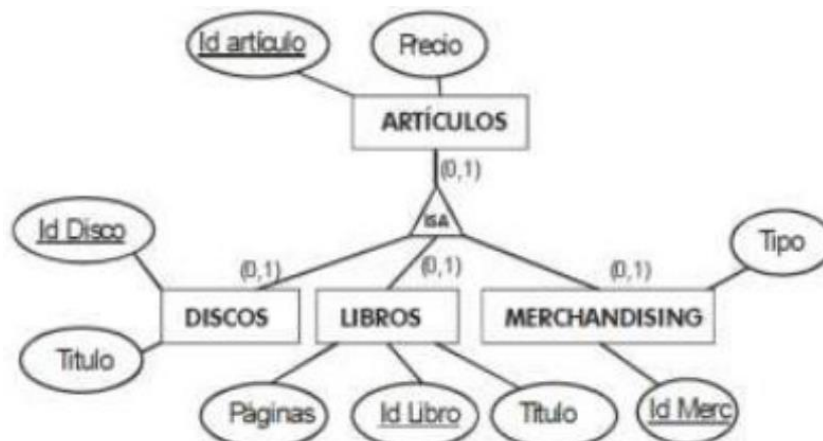 Id artículo
Precio
ARTÍCULOS
(0,1)
ISA
Id Disco
Tipo
(0,1)
(0,1)
(0,1)
DISCOS
LIBROS
MERCHANDISING
Titulo
Páginas
Id Libro
Título
Id Merc